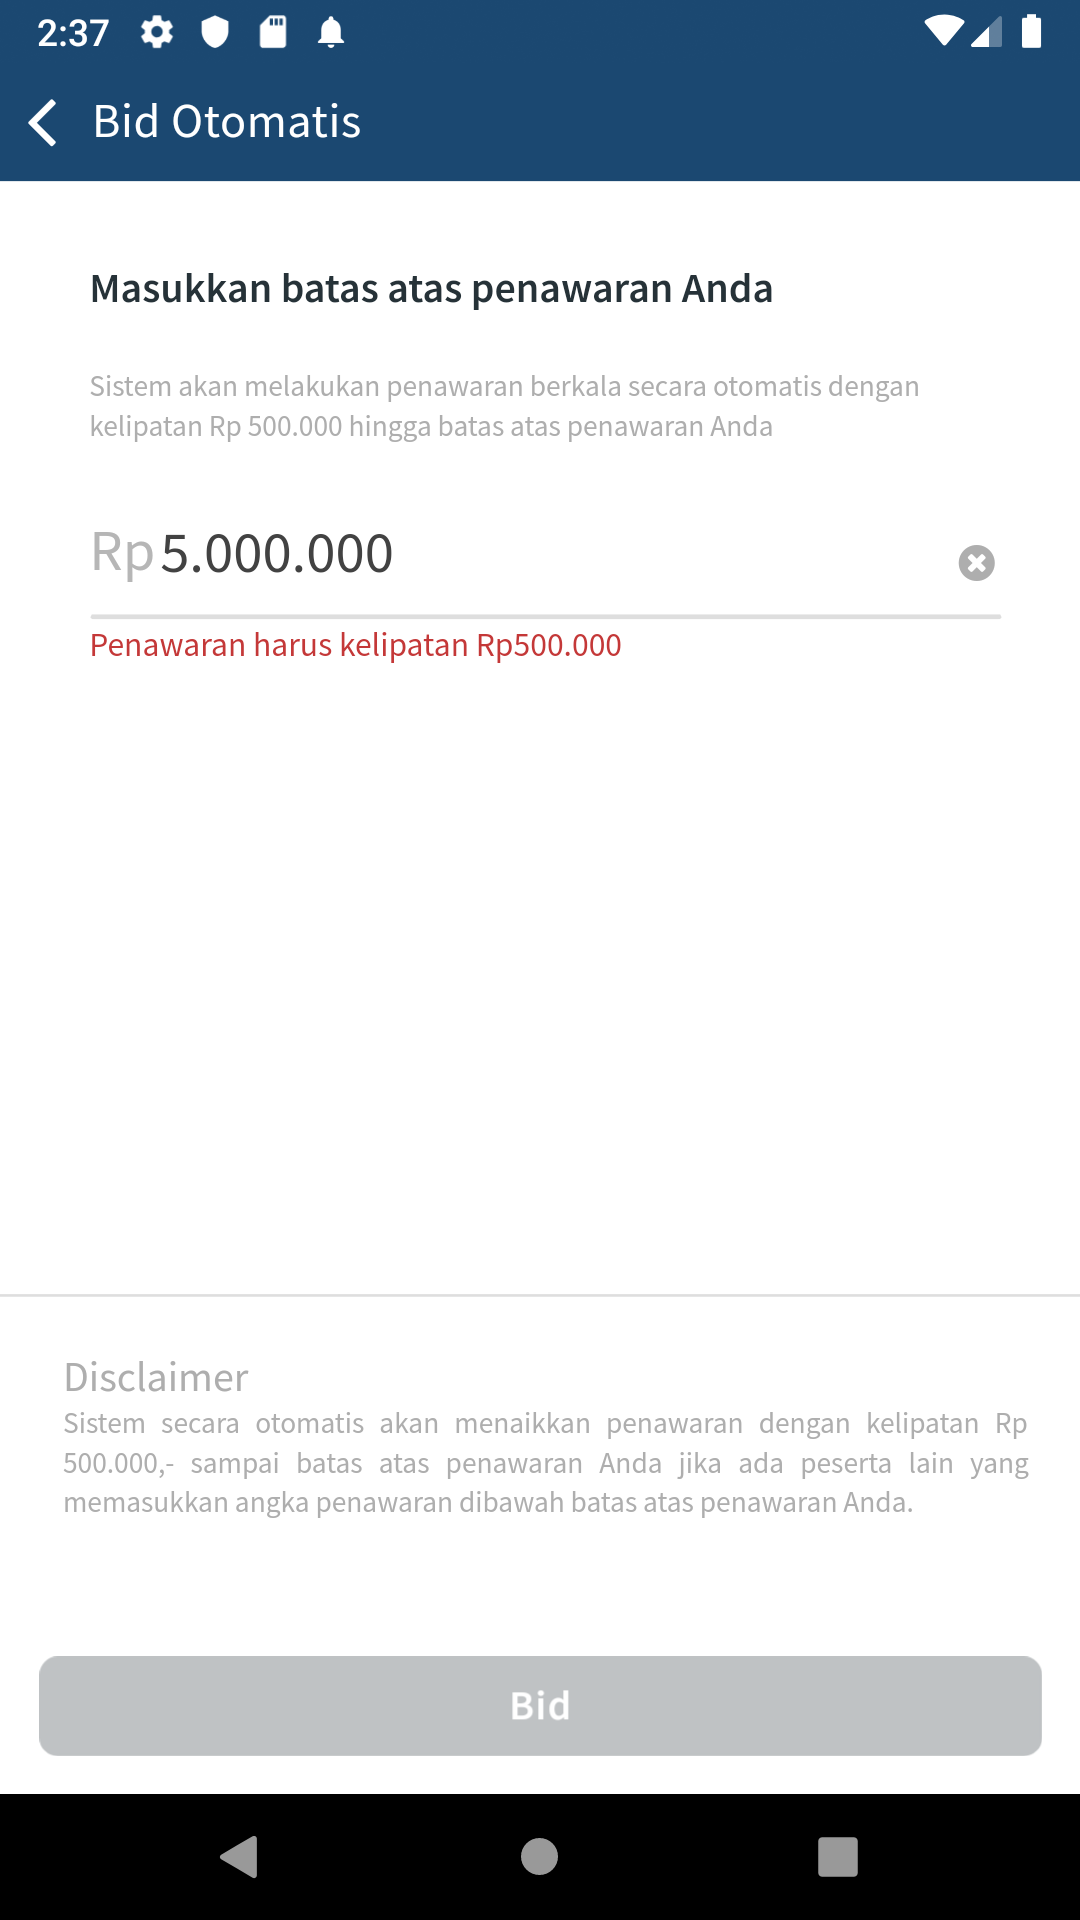 2:37
Bid Otomatis
Masukkan batas atas penawaran Anda
Sistem akan melakukan penawaran berkala secara otomatis dengan
kelipatan Rp 500.000 hingga batas atas penawaran Anda
Rp 5.000.000
Penawaran harus kelipatan Rp500.000
Disclaimer
Sistem secara otomatis akan menaikkan penawaran dengan kelipatan Rp
500.000,- sampai batas atas penawaran Anda jika ada peserta lain yang
memasukkan angka penawaran dibawah batas atas penawaran Anda.
Bid